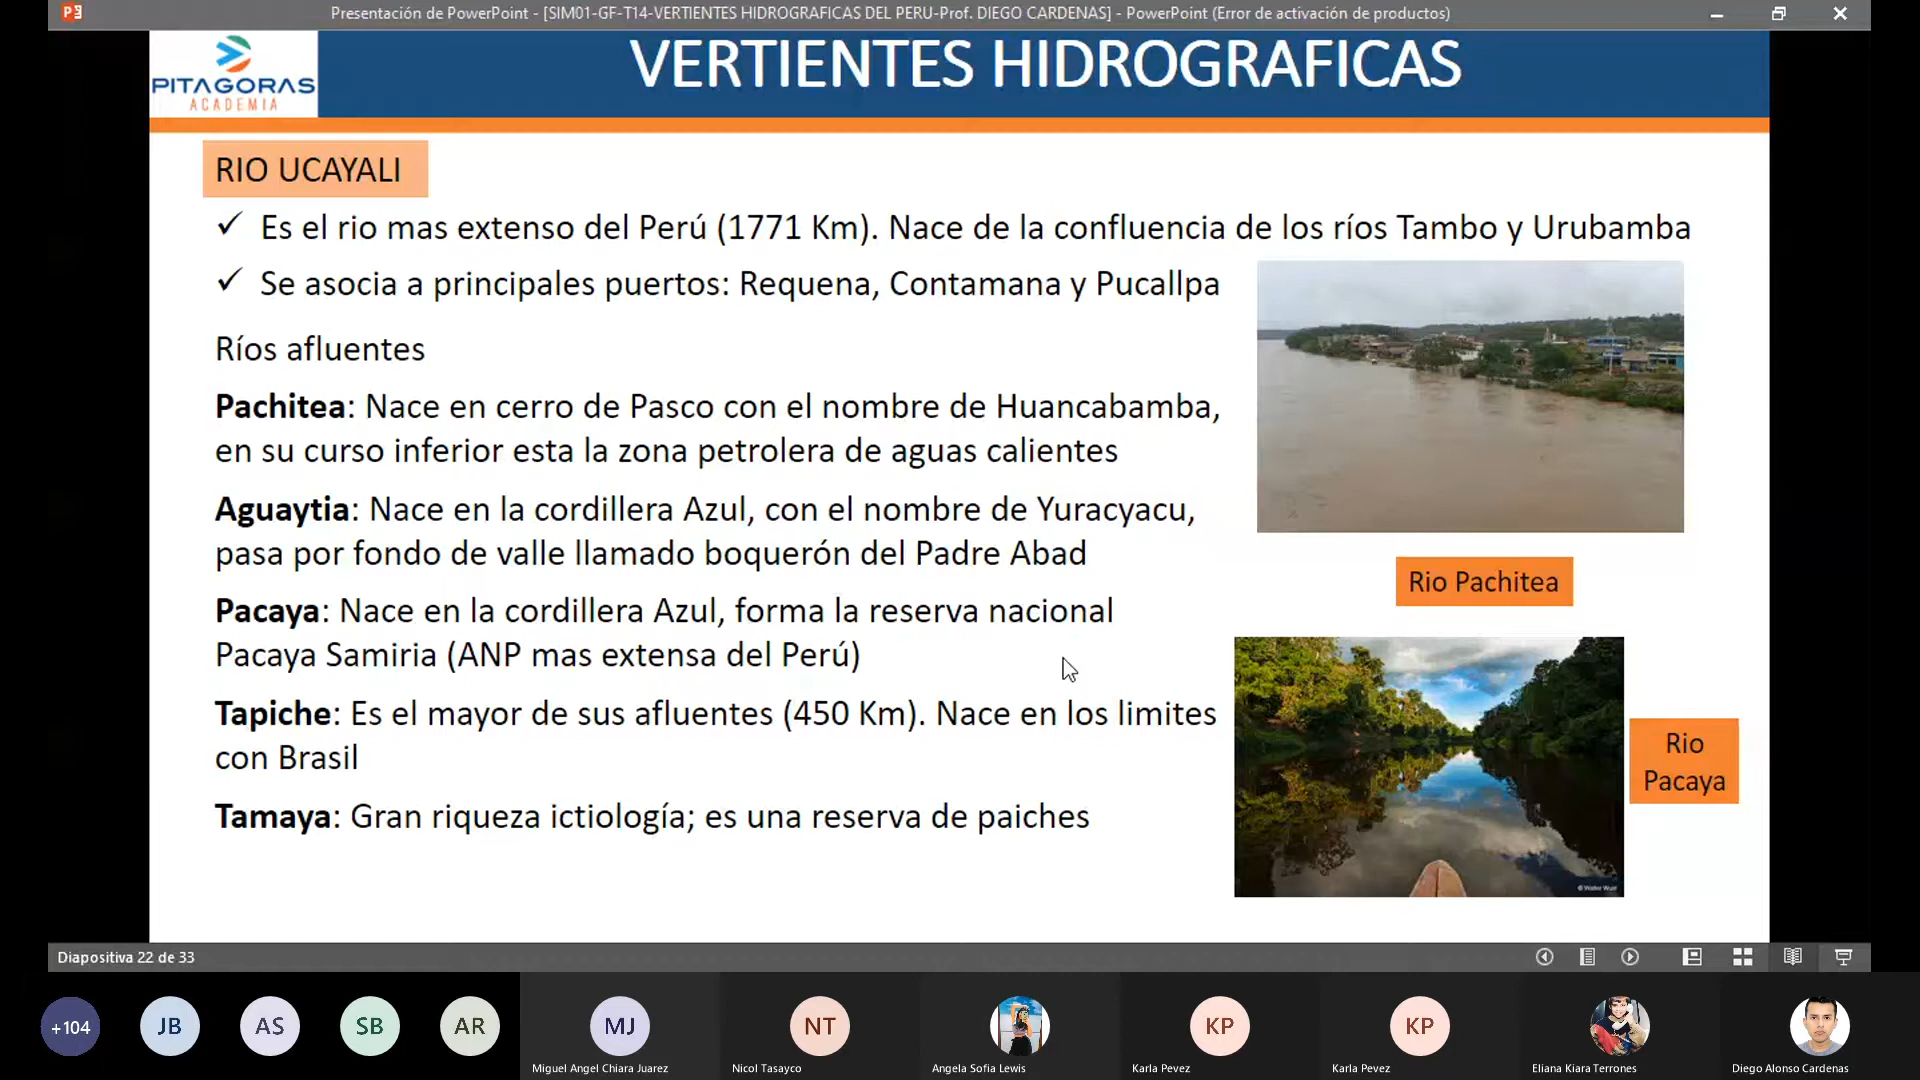 Presentación de PowerPoint - [SIM01-GF-T14-VERTIENTES HIDROGRAFICAS DEL PERU-Prof. DIEGO CARDENAS] - PowerPoint (Error de activación de productos)
PITAGORAS
ACADEMIA
VERTIENTES HIDROGRAFICAS
RIO UCAYALI
✓ Es el rio mas extenso del Perú (1771 Km). Nace de la confluencia de los ríos Tambo y Urubamba
✓ Se asocia a principales puertos: Requena, Contamana y Pucallpa
Ríos afluentes
Pachitea: Nace en cerro de Pasco con el nombre de Huancabamba,
en su curso inferior esta la zona petrolera de aguas calientes
Aguaytia: Nace en la cordillera Azul, con el nombre de Yuracyacu,
pasa por fondo de valle llamado boquerón del Padre Abad
Pacaya: Nace en la cordillera Azul, forma la reserva nacional
Pacaya Samiria (ANP mas extensa del Perú)
Tapiche: Es el mayor de sus afluentes (450 Km). Nace en los limites
con Brasil
Tamaya: Gran riqueza ictiología; es una reserva de paiches
Rio Pachitea
Rio
Pacaya
Diapositiva 22 de 33
+104
JB
AS
SB
AR
MJ
NT
KP
KP
Miguel Angel Chiara Juarez
Nicol Tasayco
Angela Sofia Lewis
Karla Pevez
Karla Pevez
Eliana Kiara Terrones
Diego Alonso Cardenas